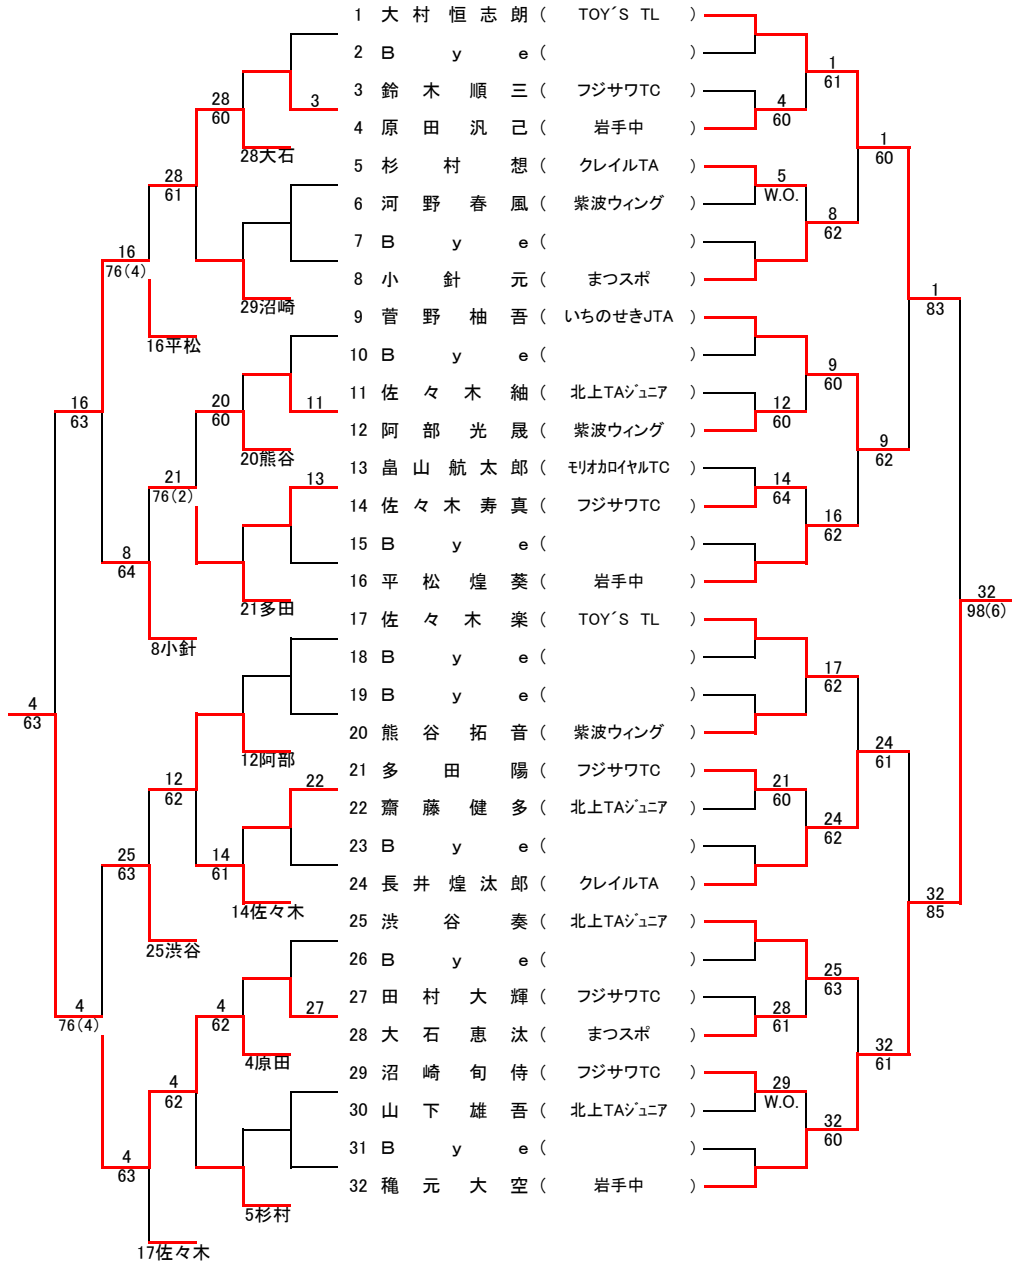 1 大村恒志朗 ( TOY´S TL )
2 Bye ( )
3 鈴木順三 ( フジサワTC )
4 原田汎己 ( 岩手中 )
5 杉村想 ( クレイルTA )
6 河野春風 ( 紫波ウィング )
7 Bye ( )
8 小針元 ( まつスポ )
9 菅野柚吾 ( いちのせきJTA )
10 Bye ( )
11 佐々木紬 ( 北上TAジュニア )
12 阿部光晟 ( 紫波ウィング )
13 畠山航太郎 ( モリオカロイヤルTC )
14 佐々木寿真 ( フジサワTC )
15 Bye ( )
16 平松煌葵 ( 岩手中 )
17 佐々木楽 ( TOY´S TL )
18 Bye ( )
19 Bye ( )
20 熊谷拓音 ( 紫波ウィング )
21 多田陽 ( フジサワTC )
22 齋藤健多 ( 北上TAジュニア )
23 Bye ( )
24 長井煌汰郎 ( クレイルTA )
25 渋谷奏 ( 北上TAジュニア )
26 Bye ( )
27 田村大輝 ( フジサワTC )
28 大石恵汰 ( まつスポ )
29 沼崎旬侍 ( フジサワTC )
30 山下雄吾 ( 北上TAジュニア )
31 Bye ( )
32 穐元大空 ( 岩手中 )
4
60
5
W.O.
12
60
14
64
21
60
28
61
29
W.O.
1
61
8
62
9
60
16
62
17
62
24
62
25
63
32
60
1
60
9
62
24
61
32
61
1
83
32
85
32
98(6)
3
11
13
22
27
28
60
28大石
29沼崎
20
60
20熊谷
21多田
12阿部
14
61
14佐々木
4
62
4原田
5杉村
28
61
21
76(2)
12
62
4
62
16
76(4)
16平松
8
64
8小針
25
63
25渋谷
4
63
17佐々木
16
63
4
76(4)
4
63